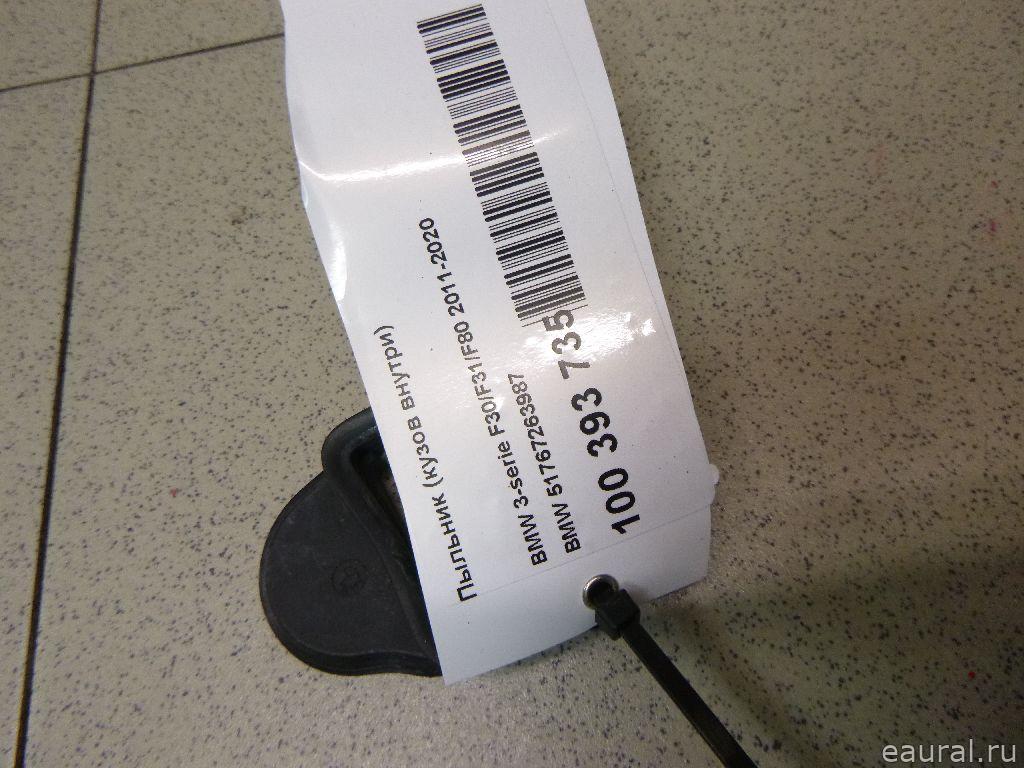 Пыльник (кузов внутри)
BMW 3-serie F30/F31/F80 2011-2020
BMW 51767263987
100 393 735
eaural.ru